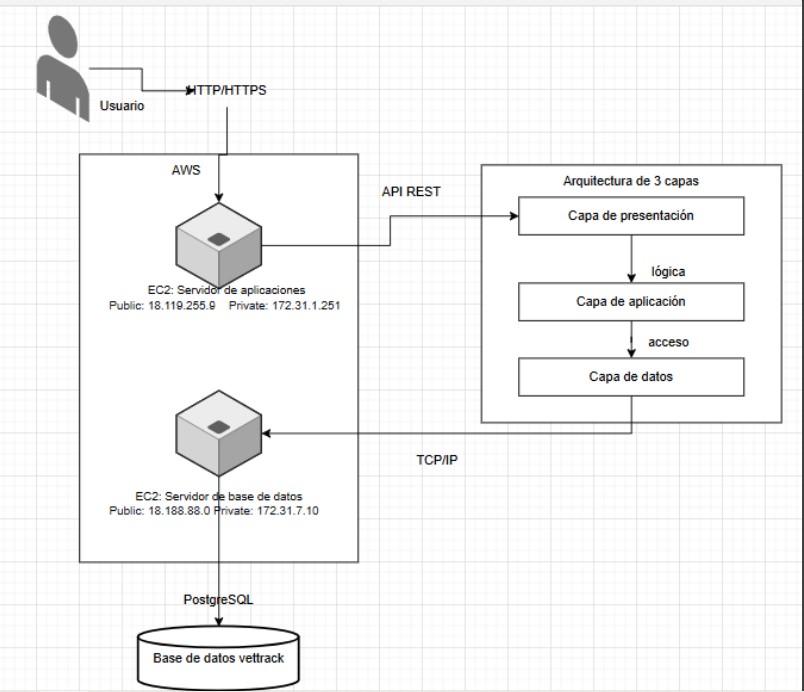 HTTP/HTTPS
Usuario
AWS
Arquitectura de 3 capas
API REST
Capa de presentación
lógica
EC2: Servidor de aplicaciones
Public: 18.119.255.9 Private: 172.31.1.251
Capa de aplicación
acceso
Capa de datos
TCP/IP
EC2: Servidor de base de datos
Public: 18.188.88.0 Private: 172.31.7.10
PostgreSQL
Base de datos vettrack